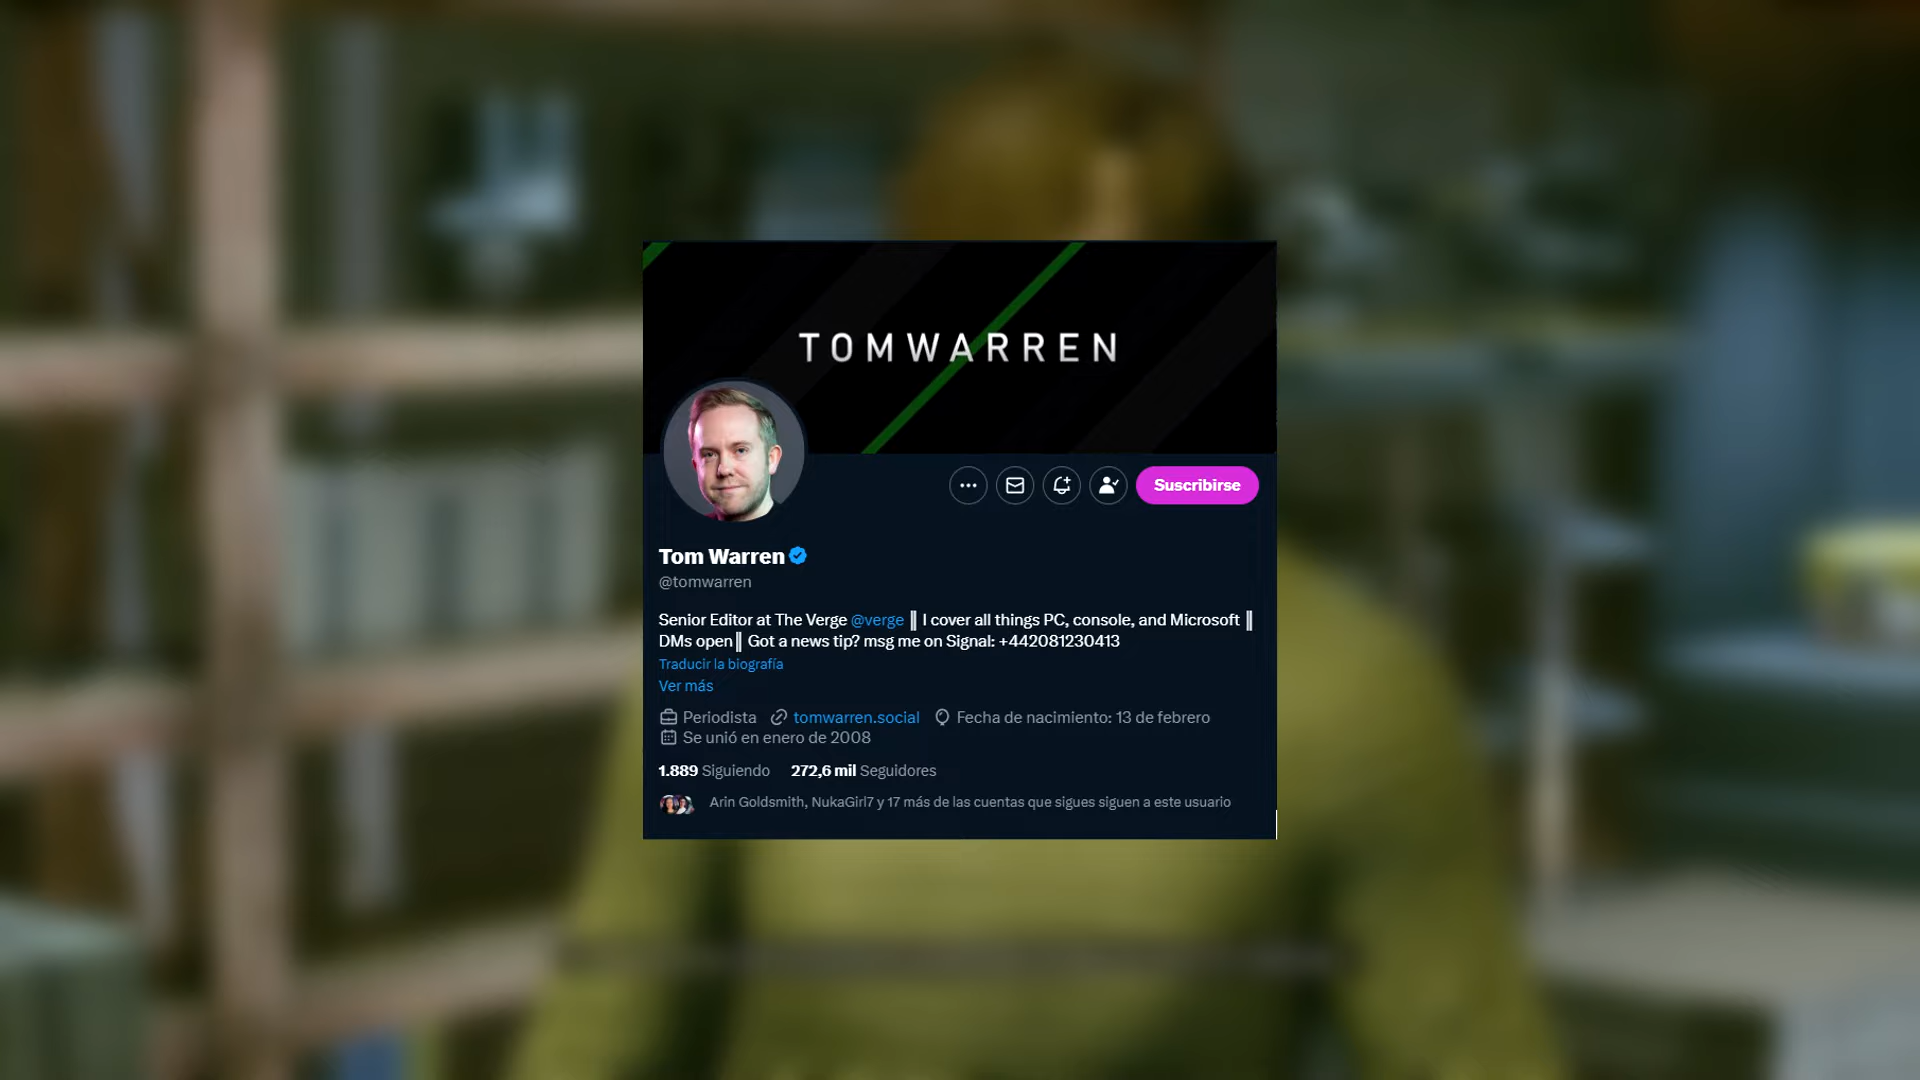 TOMWARREN
Suscribirse
Tom Warren
@tomwarren
Senior Editor at The Verge @verge || I cover all things PC, console, and Microsoft ||
DMs open || Got a news tip? msg me on Signal: +442081230413
Traducir la biografía
Ver más
Periodista tomwarren.social Fecha de nacimiento: 13 de febrero
Se unió en enero de 2008
1.889 Siguiendo 272,6 mil Seguidores
Arin Goldsmith, NukaGirl7 y 17 más de las cuentas que sigues siguen a este usuario